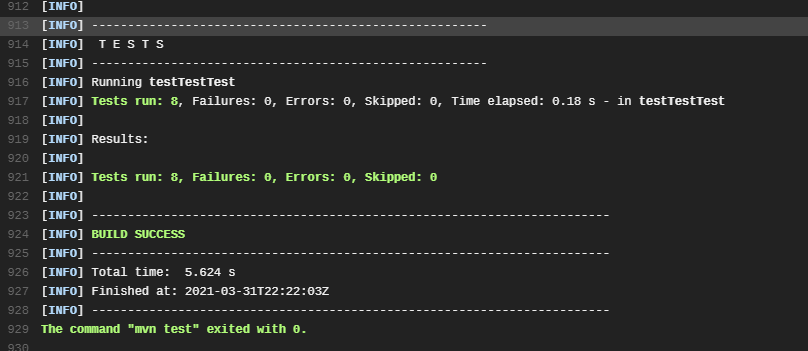 912 [INFO]
913 [INFO] -------------------------------------------------------
914 [INFO]  T E S T S
915 [INFO] -------------------------------------------------------
916 [INFO] Running testTestTest
917 [INFO] Tests run: 8, Failures: 0, Errors: 0, Skipped: 0, Time elapsed: 0.18 s - in testTestTest
918 [INFO]
919 [INFO] Results:
920 [INFO]
921 [INFO] Tests run: 8, Failures: 0, Errors: 0, Skipped: 0
922 [INFO]
923 [INFO] ------------------------------------------------------------------------
924 [INFO] BUILD SUCCESS
925 [INFO] ------------------------------------------------------------------------
926 [INFO] Total time:  5.624 s
927 [INFO] Finished at: 2021-03-31T22:22:03Z
928 [INFO] ------------------------------------------------------------------------
929 The command "mvn test" exited with 0.
930